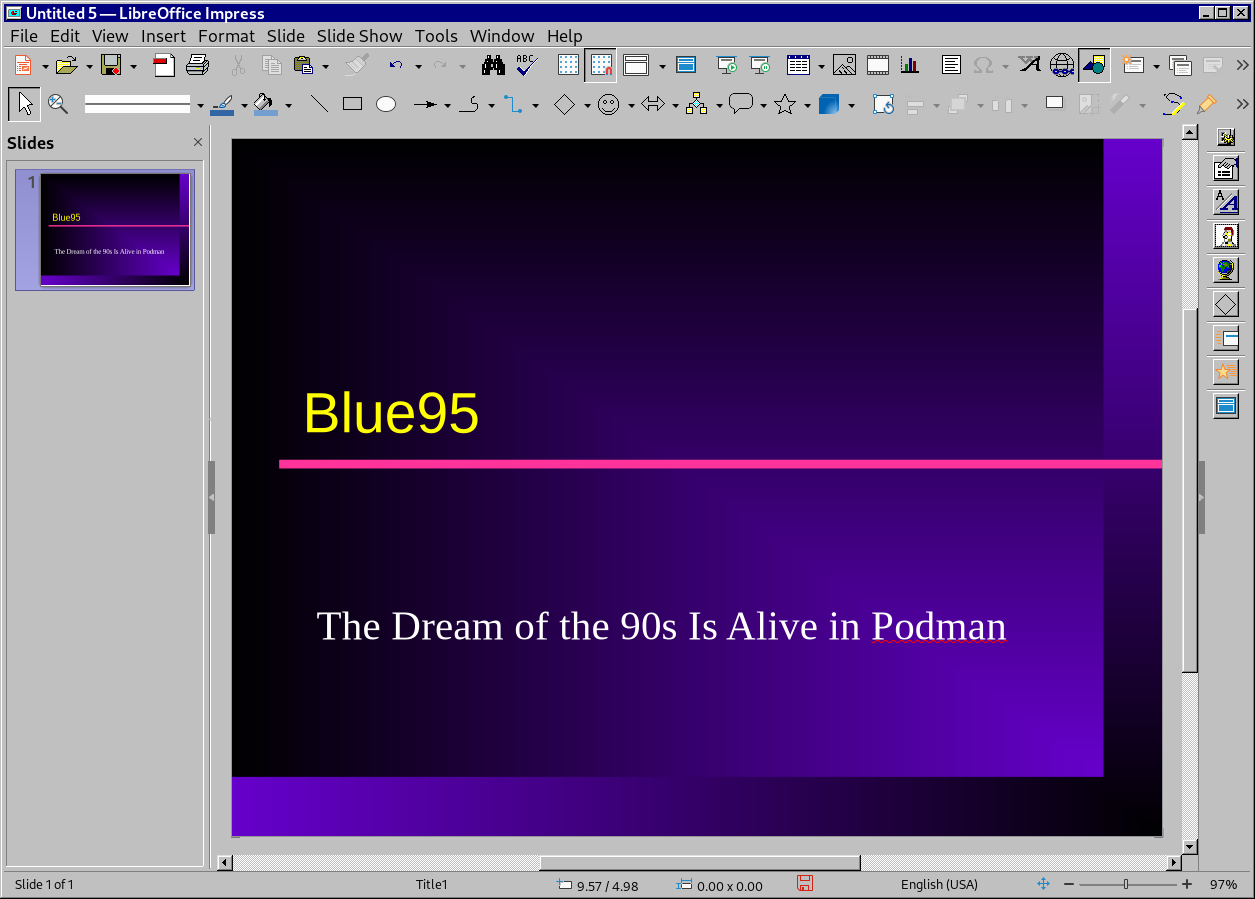 Untitled 5 — LibreOffice Impress
File Edit View Insert Format Slide Slide Show Tools Window Help
ABC
Slides
1
Blue95
The Dream of the 90s Is Alive in Podman
Blue95
The Dream of the 90s Is Alive in Podman
Slide 1 of 1 Title1 9.57 / 4.98 0.00 x 0.00 English (USA) 97%